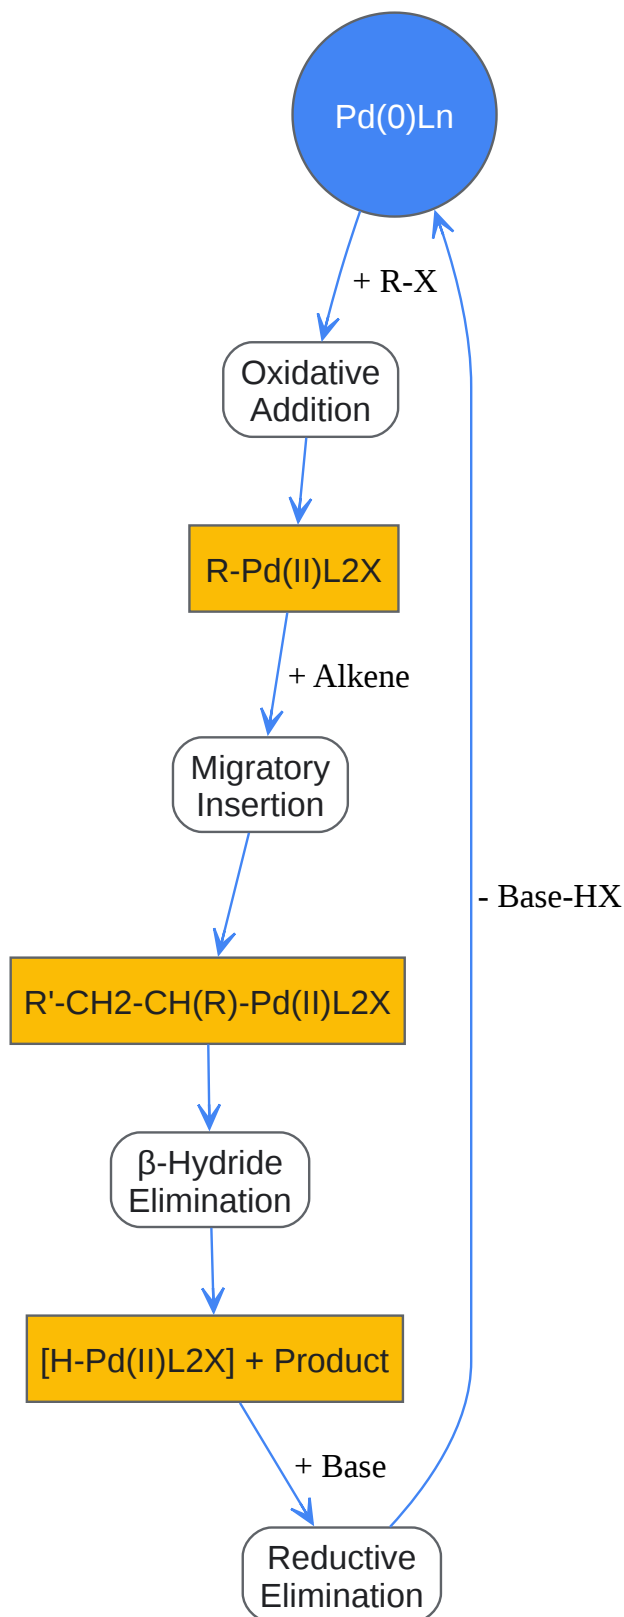 Pd(0)Ln
+ R-X
Oxidative
Addition
R-Pd(II)L2X
+ Alkene
Migratory
Insertion
- Base-HX
R'-CH2-CH(R)-Pd(II)L2X
β-Hydride
Elimination
[H-Pd(II)L2X] + Product
+ Base
Reductive
Elimination